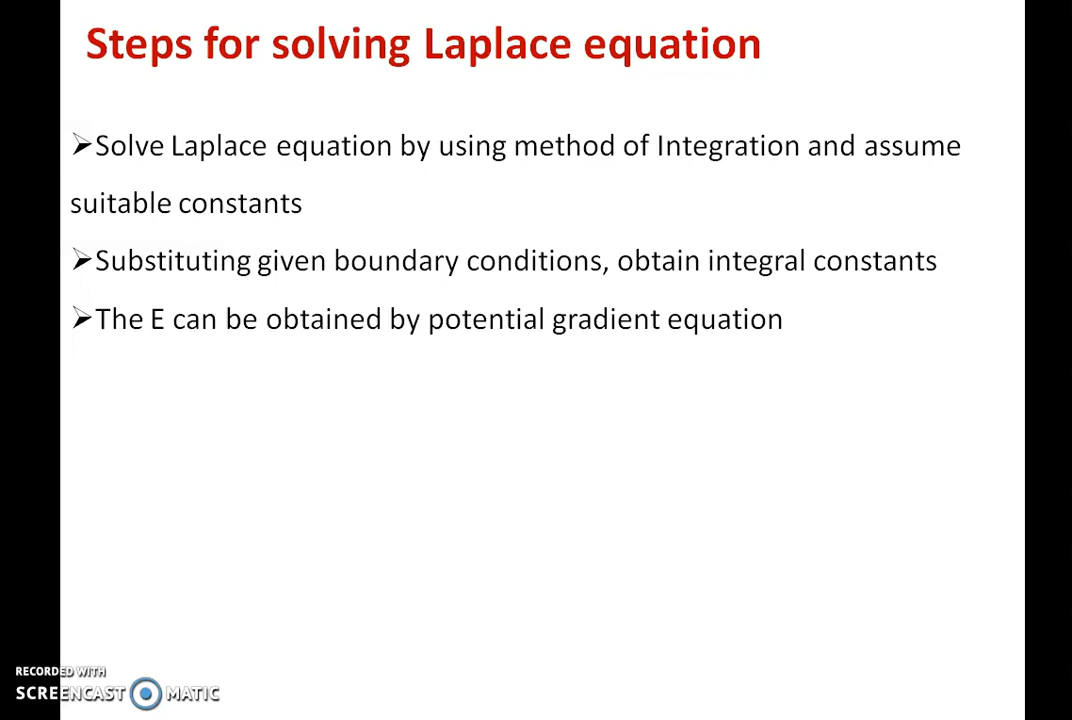 Steps for solving Laplace equation
➢Solve Laplace equation by using method of Integration and assume
suitable constants
➢Substituting given boundary conditions, obtain integral constants
➢The E can be obtained by potential gradient equation
RECORDED WITH
SCREENCAST MATIC